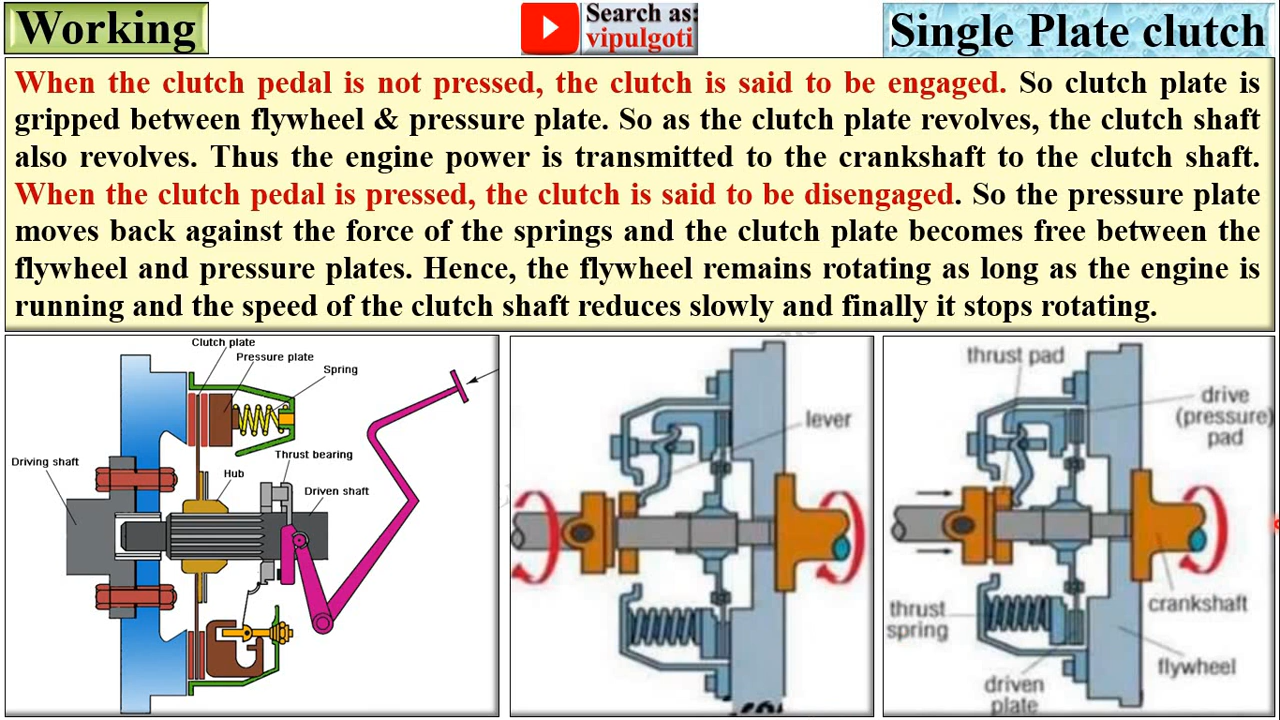 Working
Search as:
vipulgoti
Single Plate clutch
When the clutch pedal is not pressed, the clutch is said to be engaged. So clutch plate is
gripped between flywheel & pressure plate. So as the clutch plate revolves, the clutch shaft
also revolves. Thus the engine power is transmitted to the crankshaft to the clutch shaft.
When the clutch pedal is pressed, the clutch is said to be disengaged. So the pressure plate
moves back against the force of the springs and the clutch plate becomes free between the
flywheel and pressure plates. Hence, the flywheel remains rotating as long as the engine is
running and the speed of the clutch shaft reduces slowly and finally it stops rotating.
Clutch plate
Pressure plate
Spring
Thrust bearing
Driving shaft
Hub
Driven shaft
lever
thrust pad
drive
(pressure)
pad
crankshaft
thrust
spring
flywheel
driven
plate